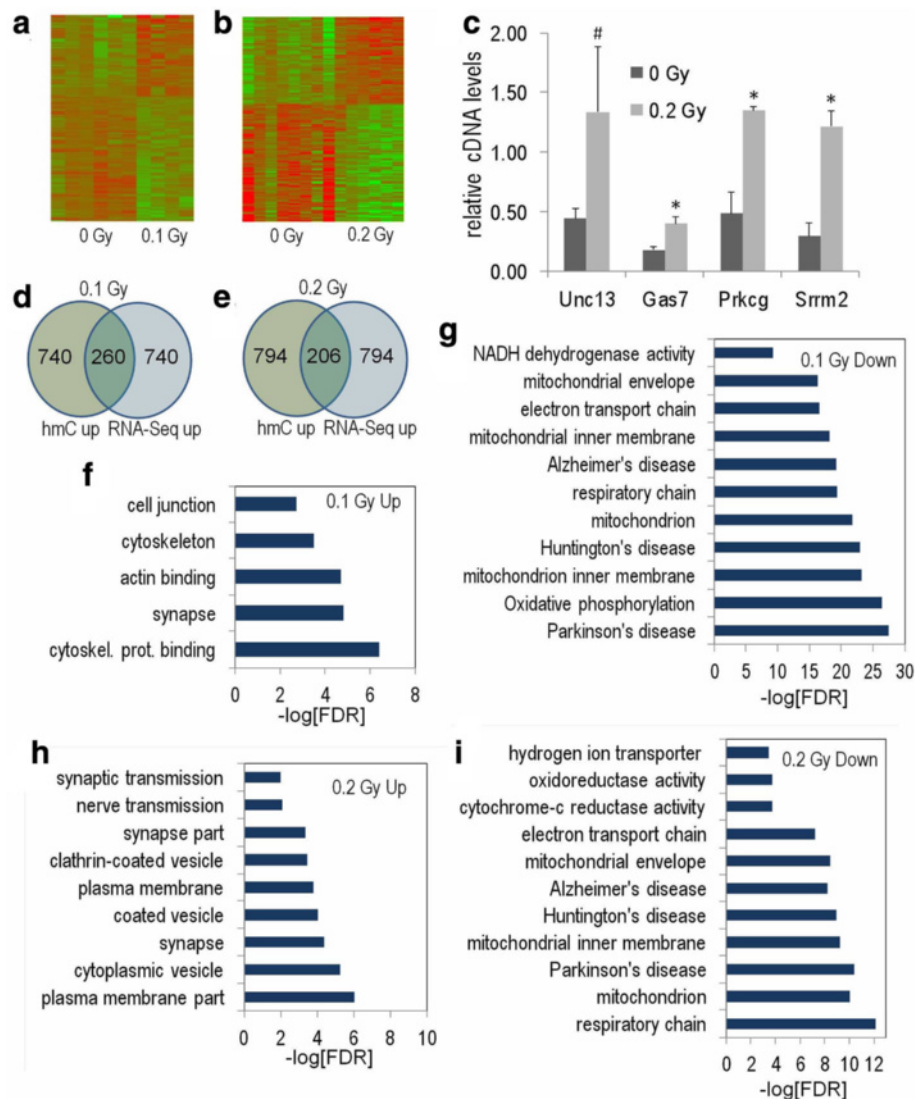 a
b
0 Gy 0.1 Gy
0 Gy 0.2 Gy
c
relative cDNA levels
2.00
1.50
1.00
0.50
0.00
#
*
*
*
0 Gy
0.2 Gy
Unc13 Gas7 Prkcg Srrm2
d
0.1 Gy
740 260 740
hmC up RNA-Seq up
e
0.2 Gy
794 206 794
hmC up RNA-Seq up
f
0.1 Gy Up
cell junction
cytoskeleton
actin binding
synapse
cytoskel. prot. binding
0 2 4 6 8
-log[FDR]
g
0.1 Gy Down
NADH dehydrogenase activity
mitochondrial envelope
electron transport chain
mitochondrial inner membrane
Alzheimer's disease
respiratory chain
mitochondrion
Huntington's disease
mitochondrion inner membrane
Oxidative phosphorylation
Parkinson's disease
0 5 10 15 20 25 30
-log[FDR]
h
0.2 Gy Up
synaptic transmission
nerve transmission
synapse part
clathrin-coated vesicle
plasma membrane
coated vesicle
synapse
cytoplasmic vesicle
plasma membrane part
0 2 4 6 8 10
-log[FDR]
i
0.2 Gy Down
hydrogen ion transporter
oxidoreductase activity
cytochrome-c reductase activity
electron transport chain
mitochondrial envelope
Alzheimer's disease
Huntington's disease
mitochondrial inner membrane
Parkinson's disease
mitochondrion
respiratory chain
0 2 4 6 8 10 12
-log[FDR]